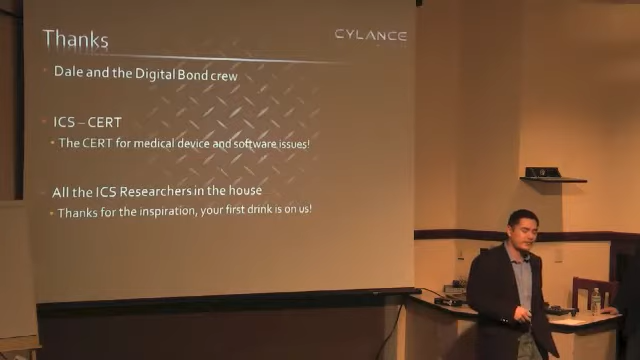 Thanks
CYLANCE
Dale and the Digital Bond crew
ICS – CERT
The CERT for medical device and software issues!
All the ICS Researchers in the house
Thanks for the inspiration, your first drink is on us!